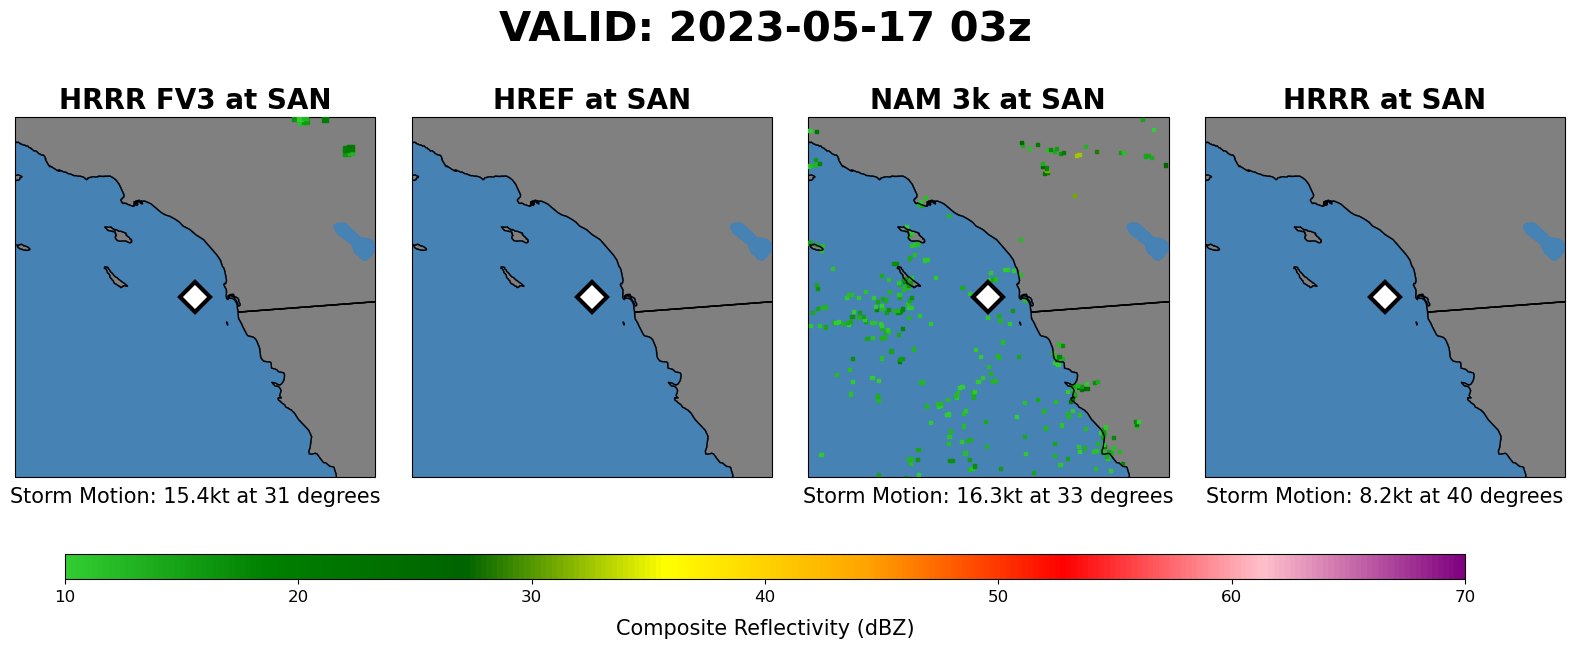 VALID: 2023-05-17 03z
HRRR FV3 at SAN
HREF at SAN
NAM 3k at SAN
HRRR at SAN
Storm Motion: 15.4kt at 31 degrees
Storm Motion: 16.3kt at 33 degrees
Storm Motion: 8.2kt at 40 degrees
10 20 30 40 50 60 70
Composite Reflectivity (dBZ)